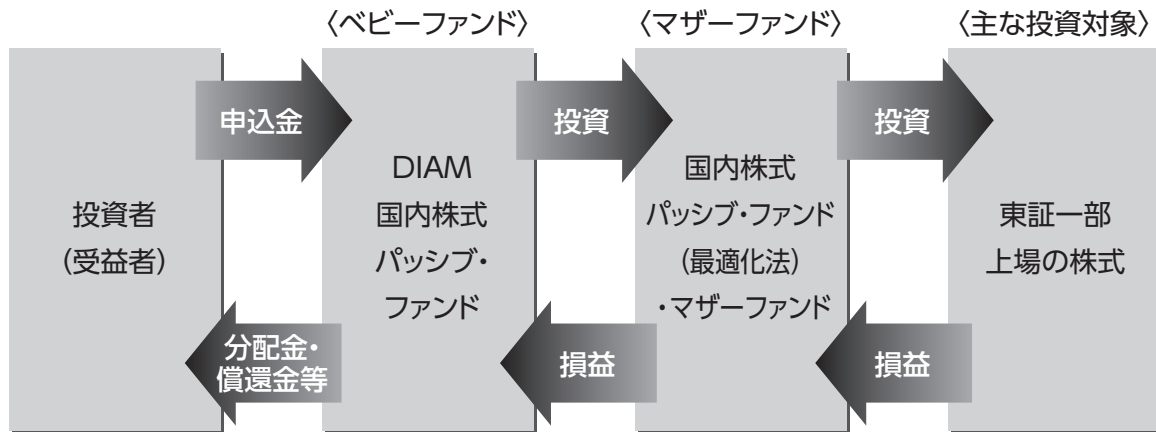 〈ベビーファンド〉
〈マザーファンド〉
〈主な投資対象〉
申込金
投資
投資
投資者
(受益者)
DIAM
国内株式
パッシブ・
ファンド
国内株式
パッシブ・ファンド
(最適化法)
・マザーファンド
東証一部
上場の株式
分配金・
償還金等
損益
損益